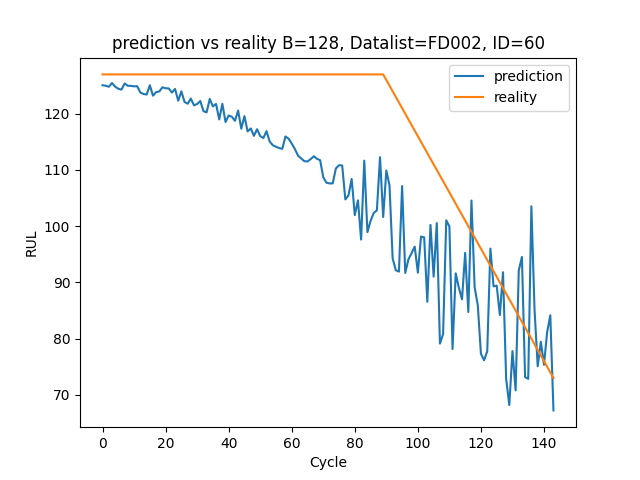 prediction vs reality B=128, Datalist=FD002, ID=60
prediction
reality
120
110
100
90
80
70
RUL
0 20 40 60 80 100 120 140
Cycle